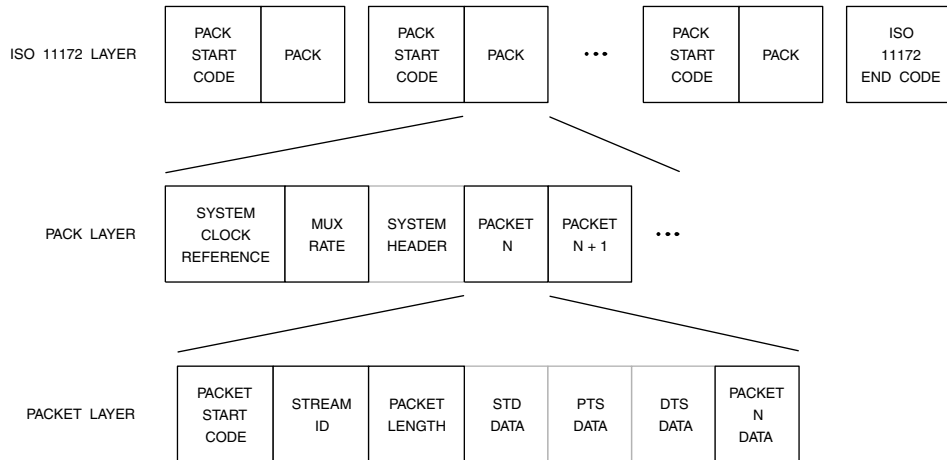 ISO 11172 LAYER
PACK
START
CODE
PACK
PACK
START
CODE
PACK
•••
PACK
START
CODE
PACK
ISO
11172
END CODE
PACK LAYER
SYSTEM
CLOCK
REFERENCE
MUX
RATE
SYSTEM
HEADER
PACKET
N
PACKET
N + 1
•••
PACKET LAYER
PACKET
START
CODE
STREAM
ID
PACKET
LENGTH
STD
DATA
PTS
DATA
DTS
DATA
PACKET
N
DATA